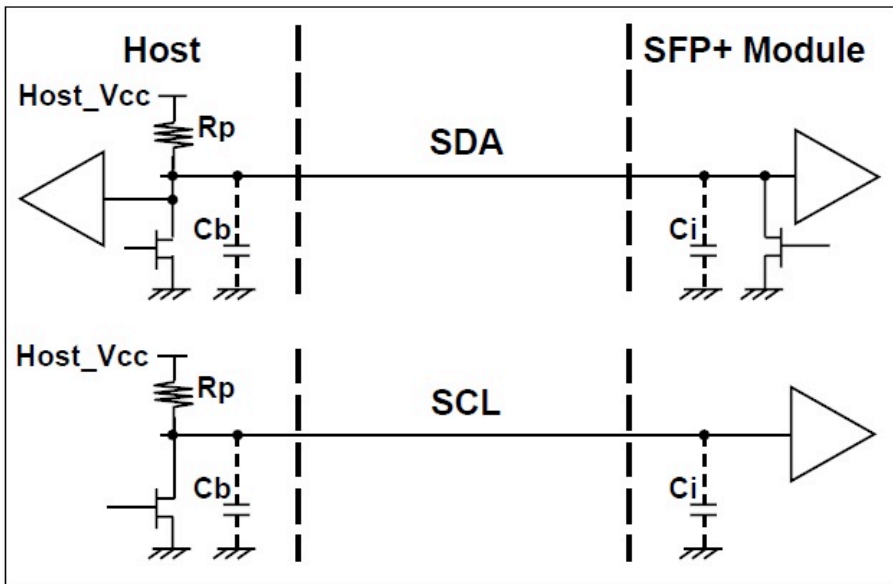 Host
SFP+ Module
Host_Vcc
Rp
SDA
Cb
Ci
Host_Vcc
Rp
SCL
Cb
Ci